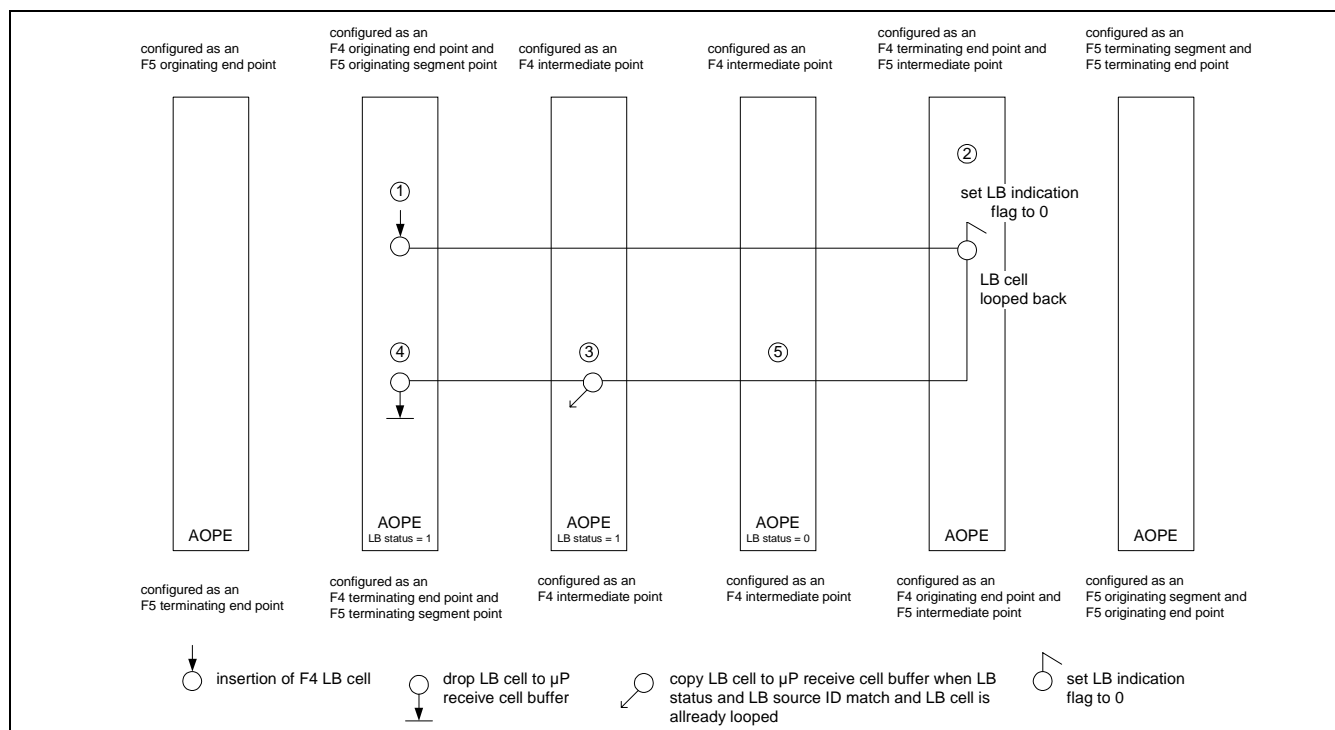 configured as an
F5 orginating end point
configured as an
F4 originating end point and
F5 originating segment point
configured as an
F4 intermediate point
configured as an
F4 intermediate point
configured as an
F4 terminating end point and
F5 intermediate point
configured as an
F5 terminating segment and
F5 terminating end point
1
2
set LB indication
flag to 0
LB cell
looped back
4
3
5
AOPE
AOPE
LB status = 1
AOPE
LB status = 1
AOPE
LB status = 0
AOPE
AOPE
configured as an
F5 terminating end point
configured as an
F4 terminating end point and
F5 terminating segment point
configured as an
F4 intermediate point
configured as an
F4 intermediate point
configured as an
F4 originating end point and
F5 intermediate point
configured as an
F5 originating segment and
F5 originating end point
insertion of F4 LB cell
drop LB cell to µP
receive cell buffer
copy LB cell to µP receive cell buffer when LB
status and LB source ID match and LB cell is
allready looped
set LB indication
flag to 0